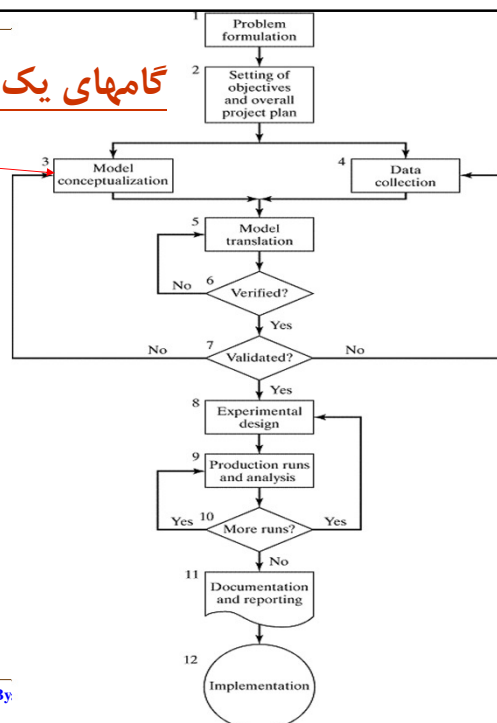 1
Problem
formulation
گامهای یک
2
Setting of
objectives
and overall
project plan
3
Model
conceptualization
4
Data
collection
5
Model
translation
6
No
Verified?
Yes
7
No
Validated?
No
Yes
8
Experimental
design
9
Production runs
and analysis
10
Yes
More runs?
Yes
No
11
Documentation
and reporting
12
Implementation
By